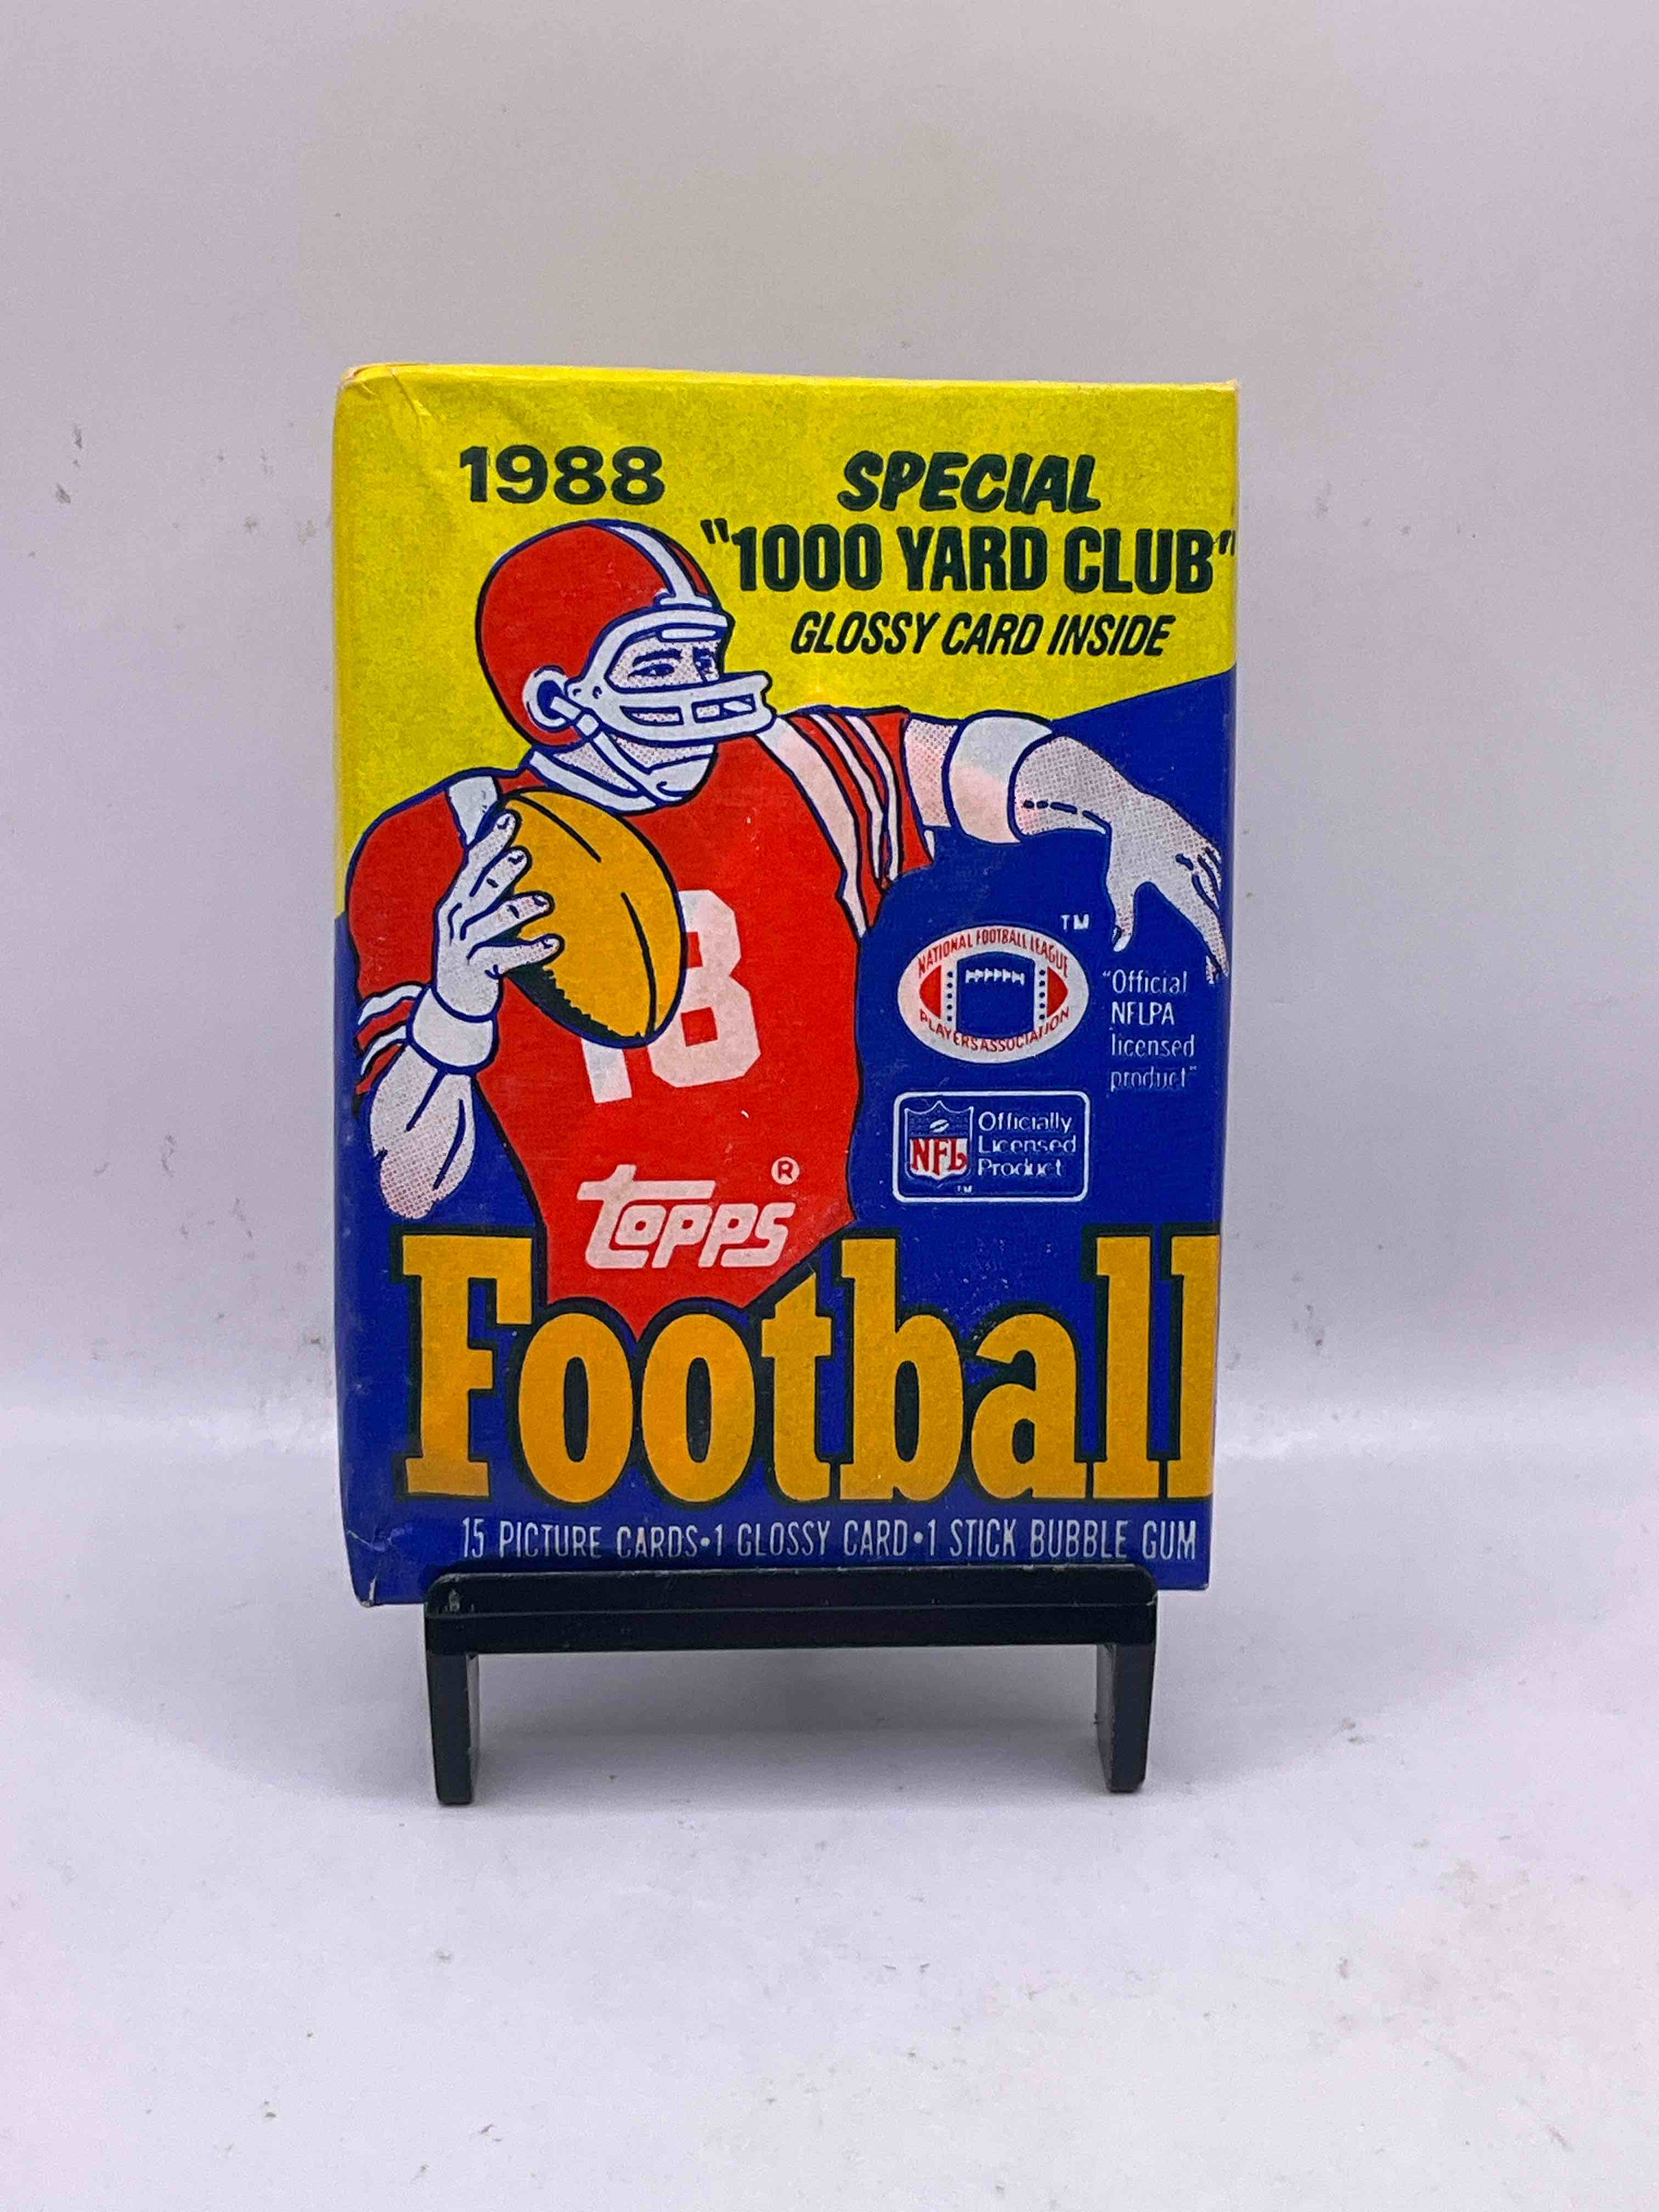 1988
SPECIAL
"1000 YARD CLUB"
GLOSSY CARD INSIDE
18
TM
NATIONAL FOOTBALL LEAGUE
PLAYERS ASSOCIATION
"Official
NFLPA
licensed
product"
NFL
Officially
Licensed
Product
TM
topps®
Football
15 PICTURE CARDS•1 GLOSSY CARD•1 STICK BUBBLE GUM